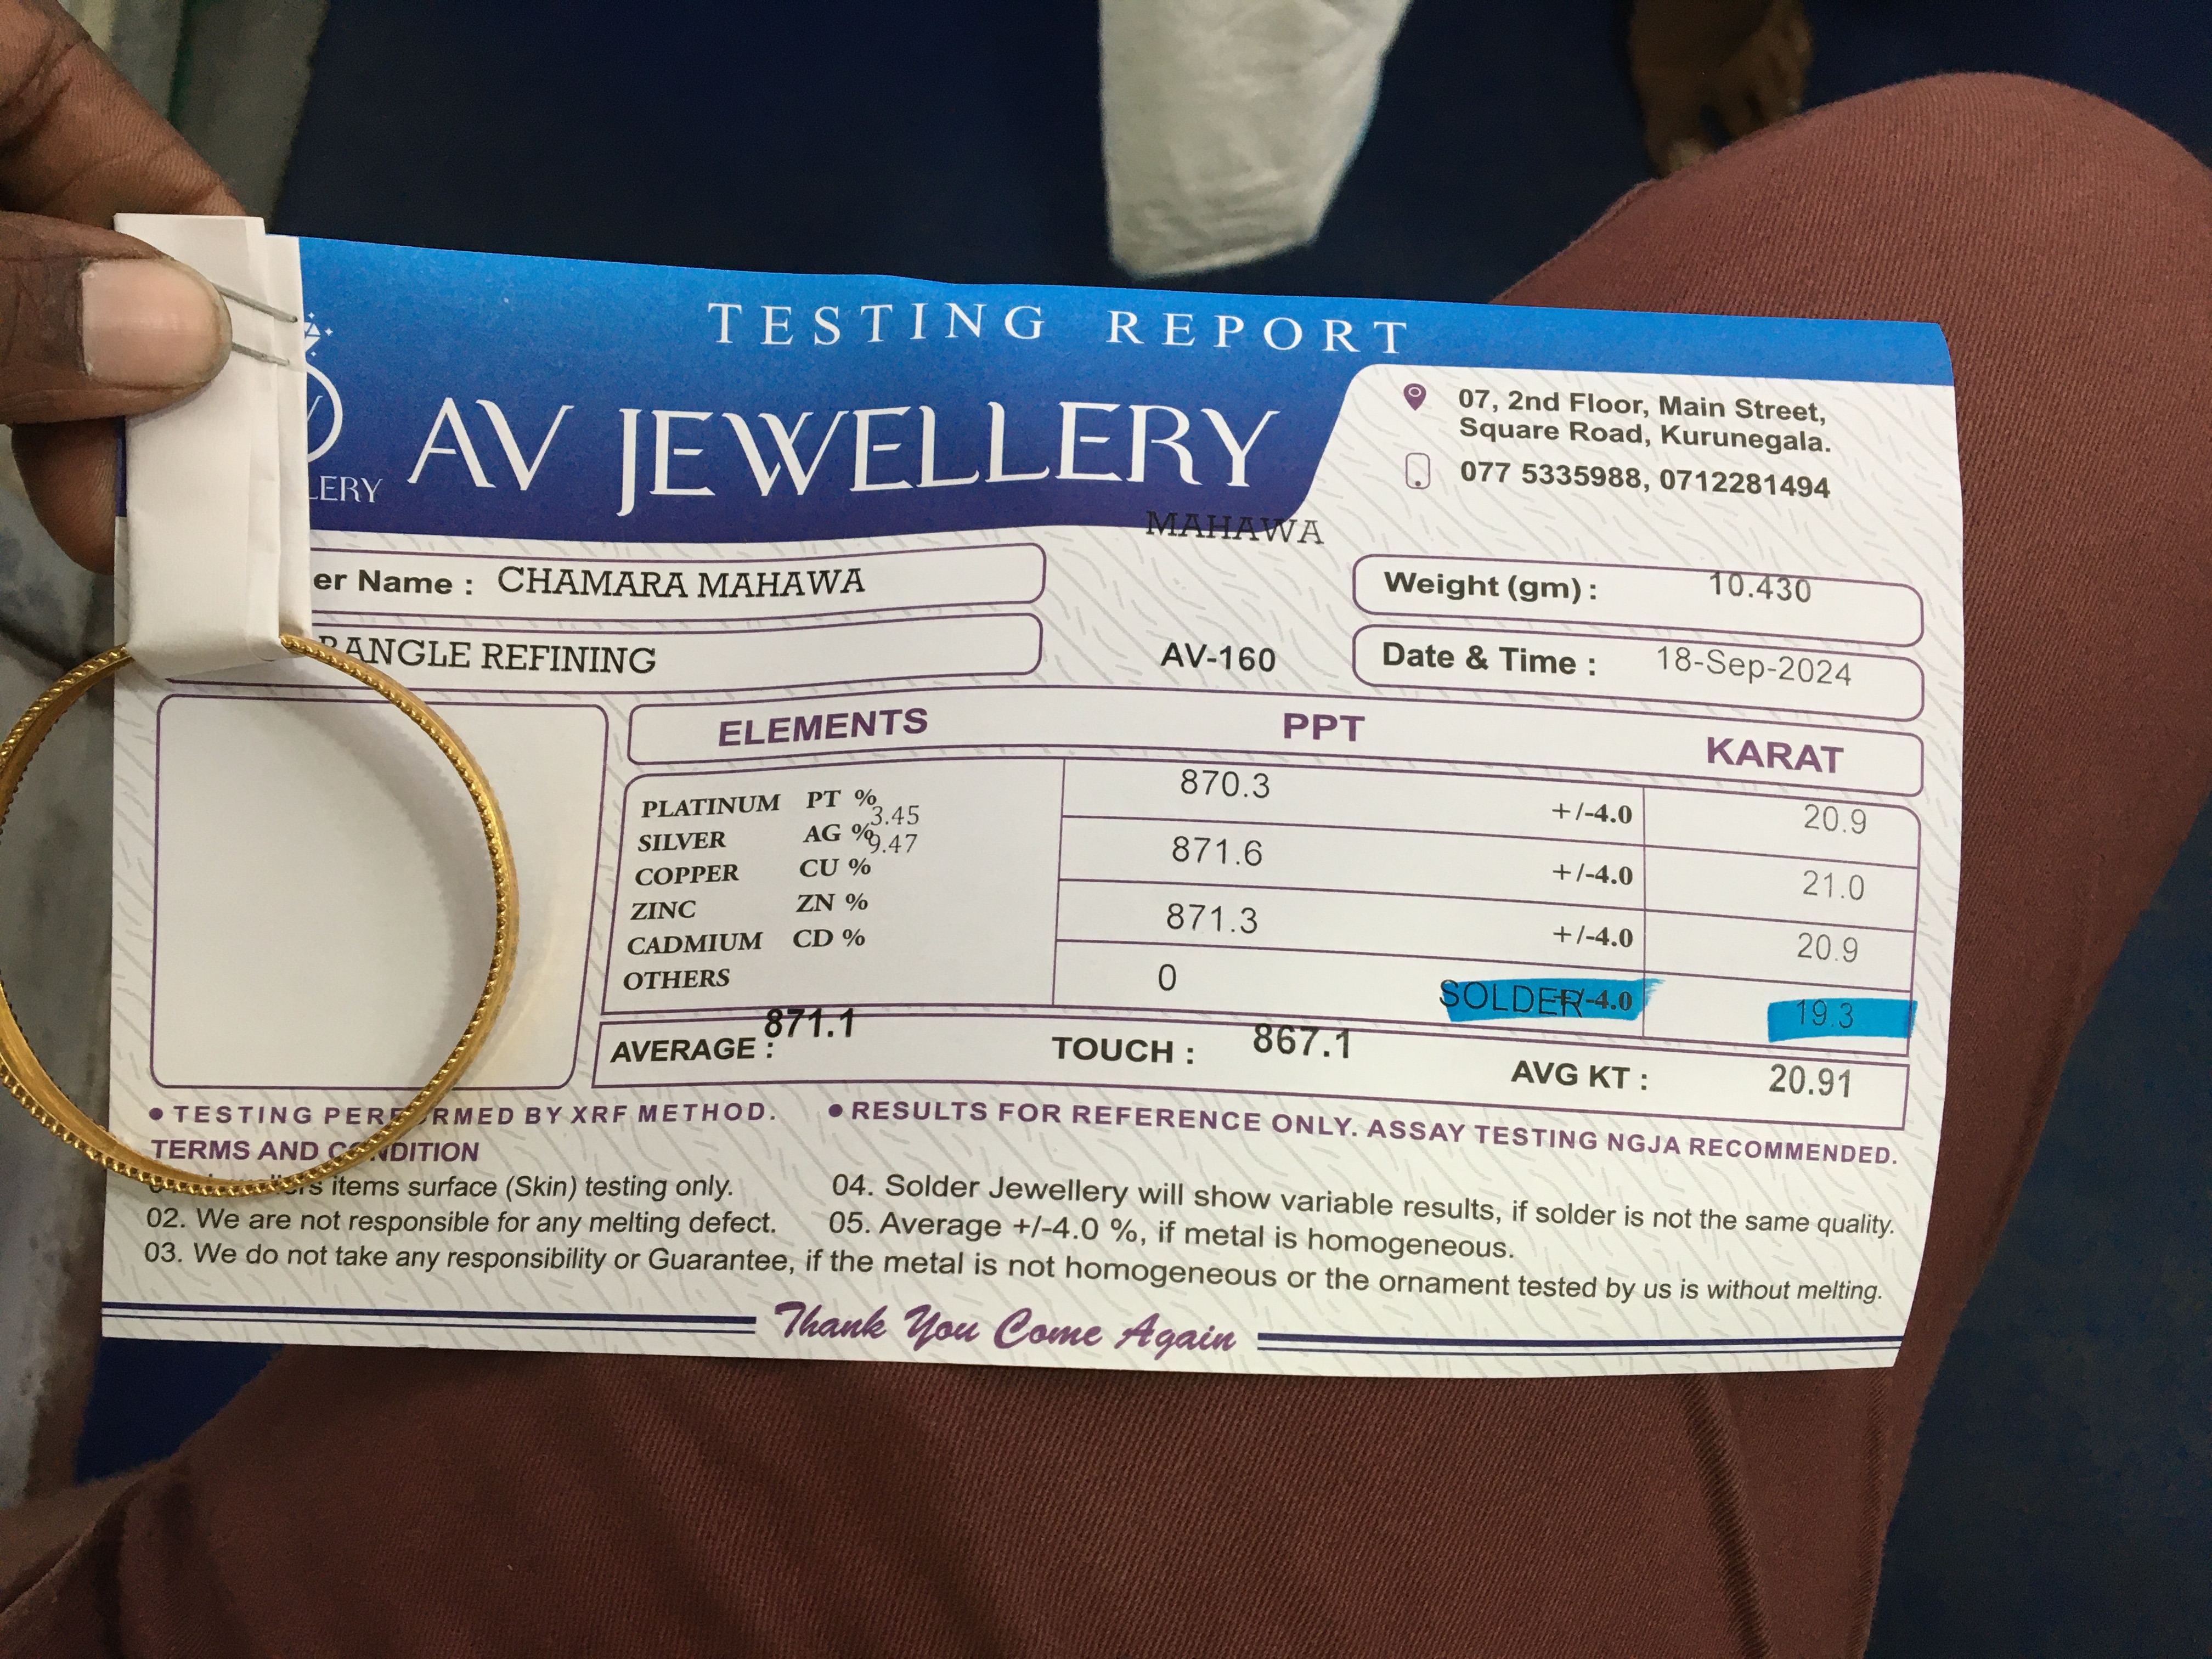 TESTING REPORT
AV JEWELLERY
LERY
07, 2nd Floor, Main Street,
Square Road, Kurunegala.
077 5335988, 0712281494
MAHAWA
er Name : CHAMARA MAHAWA
Weight (gm) : 10.430
BANGLE REFINING
AV-160
Date & Time : 18-Sep-2024
ELEMENTS PPT KARAT
PLATINUM PT % 3.45
SILVER AG % 9.47
COPPER CU %
ZINC ZN %
CADMIUM CD %
OTHERS
870.3 +/-4.0 20.9
871.6 +/-4.0 21.0
871.3 +/-4.0 20.9
0 SOLDER +/-4.0 19.3
AVERAGE : 871.1 TOUCH : 867.1 AVG KT : 20.91
• TESTING PERFORMED BY XRF METHOD. • RESULTS FOR REFERENCE ONLY. ASSAY TESTING NGJA RECOMMENDED.
TERMS AND CONDITION
items surface (Skin) testing only.
02. We are not responsible for any melting defect.
03. We do not take any responsibility or Guarantee, if the metal is not homogeneous or the ornament tested by us is without melting.
04. Solder Jewellery will show variable results, if solder is not the same quality.
05. Average +/-4.0 %, if metal is homogeneous.
Thank You Come Again